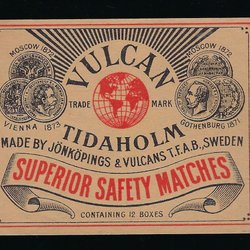 MOSCOW 1872
MOSCOW 1872
VULCAN
TRADE MARK
VIENNA 1873
GOTHENBURG 1871
TIDAHOLM
MADE BY JÖNKÖPINGS & VULCANS T.F.A.B., SWEDEN
SUPERIOR SAFETY MATCHES
CONTAINING 12 BOXES